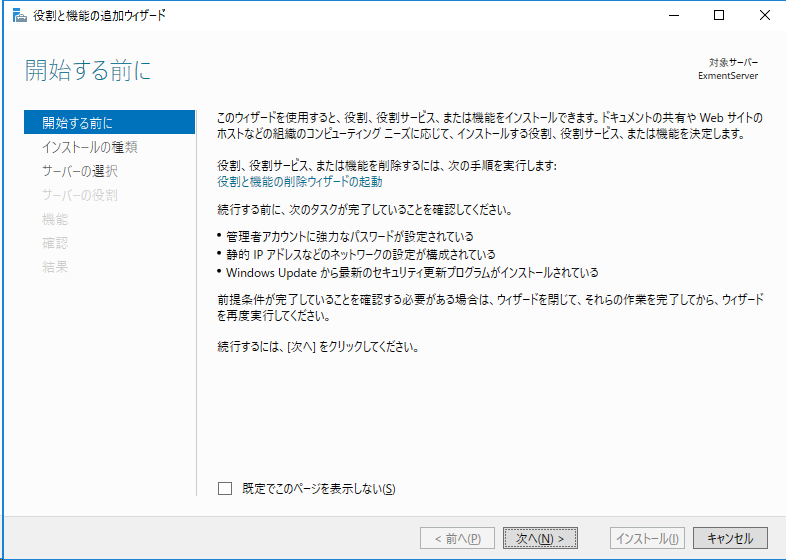 役割と機能の追加ウィザード
開始する前に
対象サーバー
ExmentServer
開始する前に
インストールの種類
サーバーの選択
サーバーの役割
機能
確認
結果
このウィザードを使用すると、役割、役割サービス、または機能をインストールできます。ドキュメントの共有や Web サイトの
ホストなどの組織のコンピューティング ニーズに応じて、インストールする役割、役割サービス、または機能を決定します。
役割、役割サービス、または機能を削除するには、次の手順を実行します:
役割と機能の削除ウィザードの起動
続行する前に、次のタスクが完了していることを確認してください。
• 管理者アカウントに強力なパスワードが設定されている
• 静的 IP アドレスなどのネットワークの設定が構成されている
• Windows Update から最新のセキュリティ更新プログラムがインストールされている
前提条件が完了していることを確認する必要がある場合は、ウィザードを閉じて、それらの作業を完了してから、ウィザード
を再度実行してください。
続行するには、[次へ] をクリックしてください。
既定でこのページを表示しない(S)
< 前へ(P)
次へ(N) >
インストール(I)
キャンセル